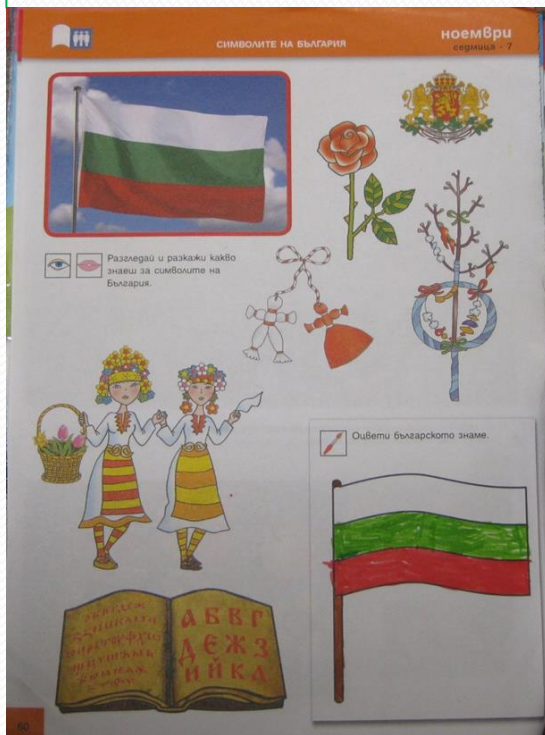 СИМВОЛИТЕ НА БЪЛГАРИЯ
ноември
седмица - 7
Разгледай и разкажи какво
знаеш за символите на
България.
Оцвети българското знаме.
А Б В Г
Д Е Ж З
И Й К Л
60